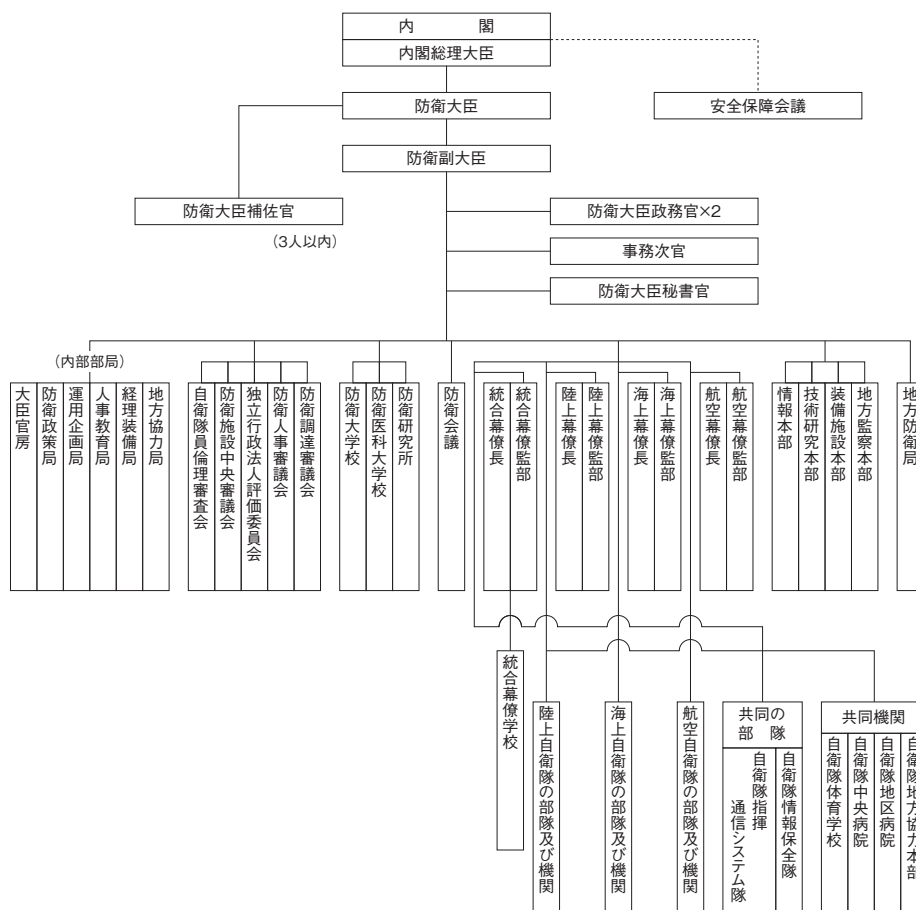 内　　閣
内閣総理大臣
防衛大臣
安全保障会議
防衛副大臣
防衛大臣補佐官
（3人以内）
防衛大臣政務官×2
事務次官
防衛大臣秘書官
（内部部局）
大臣官房
防衛政策局
運用企画局
人事教育局
経理装備局
地方協力局
自衛隊員倫理審査会
防衛施設中央審議会
独立行政法人評価委員会
防衛人事審議会
防衛調達審議会
防衛大学校
防衛医科大学校
防衛研究所
防衛会議
統合幕僚長
統合幕僚監部
陸上幕僚長
陸上幕僚監部
海上幕僚長
海上幕僚監部
航空幕僚長
航空幕僚監部
情報本部
技術研究本部
装備施設本部
地方監察本部
地方防衛局
統合幕僚学校
陸上自衛隊の部隊及び機関
海上自衛隊の部隊及び機関
航空自衛隊の部隊及び機関
共同の
部　隊
自衛隊指揮
通信システム隊
自衛隊情報保全隊
共同機関
自衛隊体育学校
自衛隊中央病院
自衛隊地区病院
自衛隊地方協力本部